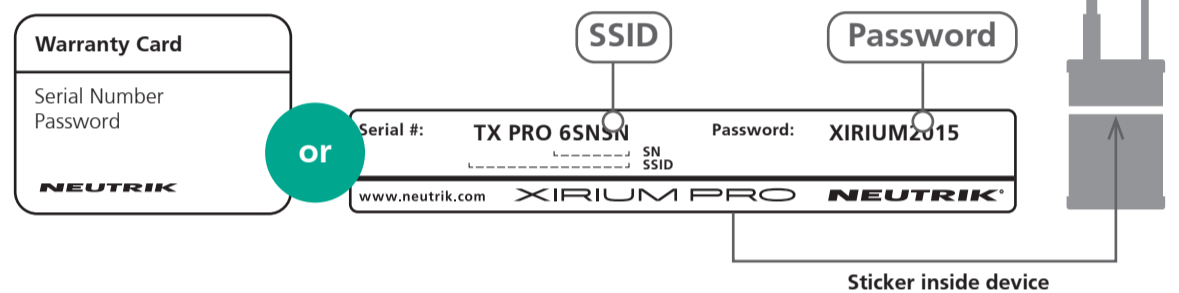 SSID
Password
Warranty Card
Serial Number
Password
NEUTRIK
or
Serial #: TX PRO 6SNSN Password: XIRIUM2015
SN
SSID
www.neutrik.com XIRIUM PRO NEUTRIK®
Sticker inside device